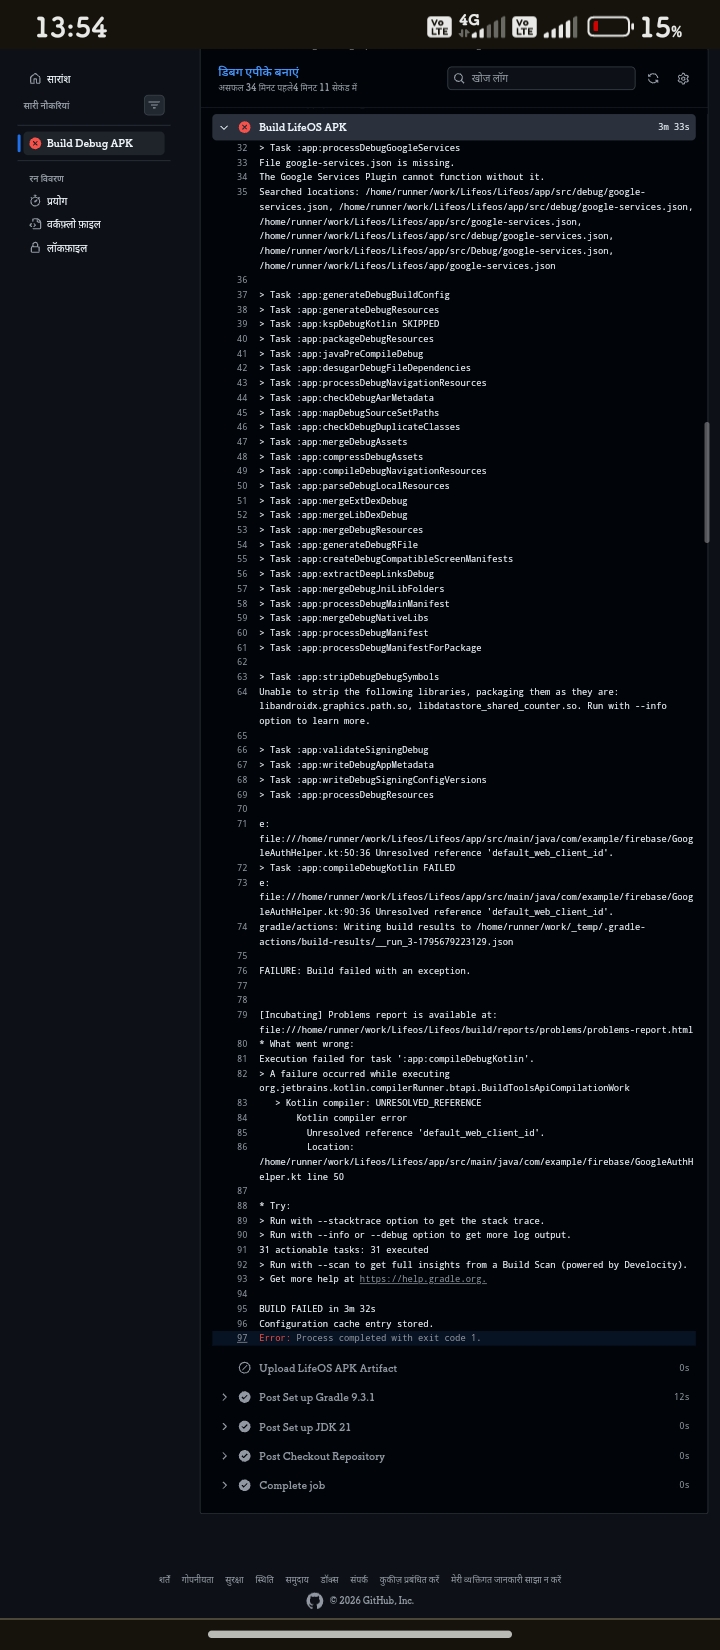 13:54
Vo LTE 4G Vo LTE 15%
सारांश
सारी नौकरियां
Build Debug APK
रन विवरण
प्रयोग
वर्कफ़्लो फ़ाइल
लॉकफ़ाइल
डिबग एपीके बनाएं
असफल 34 मिनट पहले4 मिनट 11 सेकंड में
खोज लॉग
Build LifeOS APK 3m 33s
32 > Task :app:processDebugGoogleServices
33 File google-services.json is missing.
34 The Google Services Plugin cannot function without it.
35 Searched locations: /home/runner/work/Lifeos/Lifeos/app/src/debug/google-
services.json, /home/runner/work/Lifeos/Lifeos/app/src/debug/google-services.json,
/home/runner/work/Lifeos/Lifeos/app/src/google-services.json,
/home/runner/work/Lifeos/Lifeos/app/src/debug/google-services.json,
/home/runner/work/Lifeos/Lifeos/app/src/Debug/google-services.json,
/home/runner/work/Lifeos/Lifeos/app/google-services.json
36
37 > Task :app:generateDebugBuildConfig
38 > Task :app:generateDebugResources
39 > Task :app:kspDebugKotlin SKIPPED
40 > Task :app:packageDebugResources
41 > Task :app:javaPreCompileDebug
42 > Task :app:desugarDebugFileDependencies
43 > Task :app:processDebugNavigationResources
44 > Task :app:checkDebugAarMetadata
45 > Task :app:mapDebugSourceSetPaths
46 > Task :app:checkDebugDuplicateClasses
47 > Task :app:mergeDebugAssets
48 > Task :app:compressDebugAssets
49 > Task :app:compileDebugNavigationResources
50 > Task :app:parseDebugLocalResources
51 > Task :app:mergeExtDexDebug
52 > Task :app:mergeLibDexDebug
53 > Task :app:mergeDebugResources
54 > Task :app:generateDebugRFile
55 > Task :app:createDebugCompatibleScreenManifests
56 > Task :app:extractDeepLinksDebug
57 > Task :app:mergeDebugJniLibFolders
58 > Task :app:processDebugMainManifest
59 > Task :app:mergeDebugNativeLibs
60 > Task :app:processDebugManifest
61 > Task :app:processDebugManifestForPackage
62
63 > Task :app:stripDebugDebugSymbols
64 Unable to strip the following libraries, packaging them as they are:
libandroidx.graphics.path.so, libdatastore_shared_counter.so. Run with --info
option to learn more.
65
66 > Task :app:validateSigningDebug
67 > Task :app:writeDebugAppMetadata
68 > Task :app:writeDebugSigningConfigVersions
69 > Task :app:processDebugResources
70
71 e:
file:///home/runner/work/Lifeos/Lifeos/app/src/main/java/com/example/firebase/Goog
leAuthHelper.kt:50:36 Unresolved reference 'default_web_client_id'.
72 > Task :app:compileDebugKotlin FAILED
73 e:
file:///home/runner/work/Lifeos/Lifeos/app/src/main/java/com/example/firebase/Goog
leAuthHelper.kt:90:36 Unresolved reference 'default_web_client_id'.
74 gradle/actions: Writing build results to /home/runner/work/_temp/.gradle-
actions/build-results/__run_3-1795679223129.json
75
76 FAILURE: Build failed with an exception.
77
78
79 [Incubating] Problems report is available at:
file:///home/runner/work/Lifeos/Lifeos/build/reports/problems/problems-report.html
80 * What went wrong:
81 Execution failed for task ':app:compileDebugKotlin'.
82 > A failure occurred while executing
org.jetbrains.kotlin.compilerRunner.btapi.BuildToolsApiCompilationWork
83 > Kotlin compiler: UNRESOLVED_REFERENCE
84 Kotlin compiler error
85 Unresolved reference 'default_web_client_id'.
86 Location:
/home/runner/work/Lifeos/Lifeos/app/src/main/java/com/example/firebase/GoogleAuthH
elper.kt line 50
87
88 * Try:
89 > Run with --stacktrace option to get the stack trace.
90 > Run with --info or --debug option to get more log output.
91 31 actionable tasks: 31 executed
92 > Run with --scan to get full insights from a Build Scan (powered by Develocity).
93 > Get more help at https://help.gradle.org.
94
95 BUILD FAILED in 3m 32s
96 Configuration cache entry stored.
97 Error: Process completed with exit code 1.
Upload LifeOS APK Artifact 0s
Post Set up Gradle 9.3.1 12s
Post Set up JDK 21 0s
Post Checkout Repository 0s
Complete job 0s
शर्तें गोपनीयता सुरक्षा स्थिति समुदाय डॉक्स संपर्क कुकीज़ प्रबंधित करें मेरी व्यक्तिगत जानकारी साझा न करें
© 2026 GitHub, Inc.